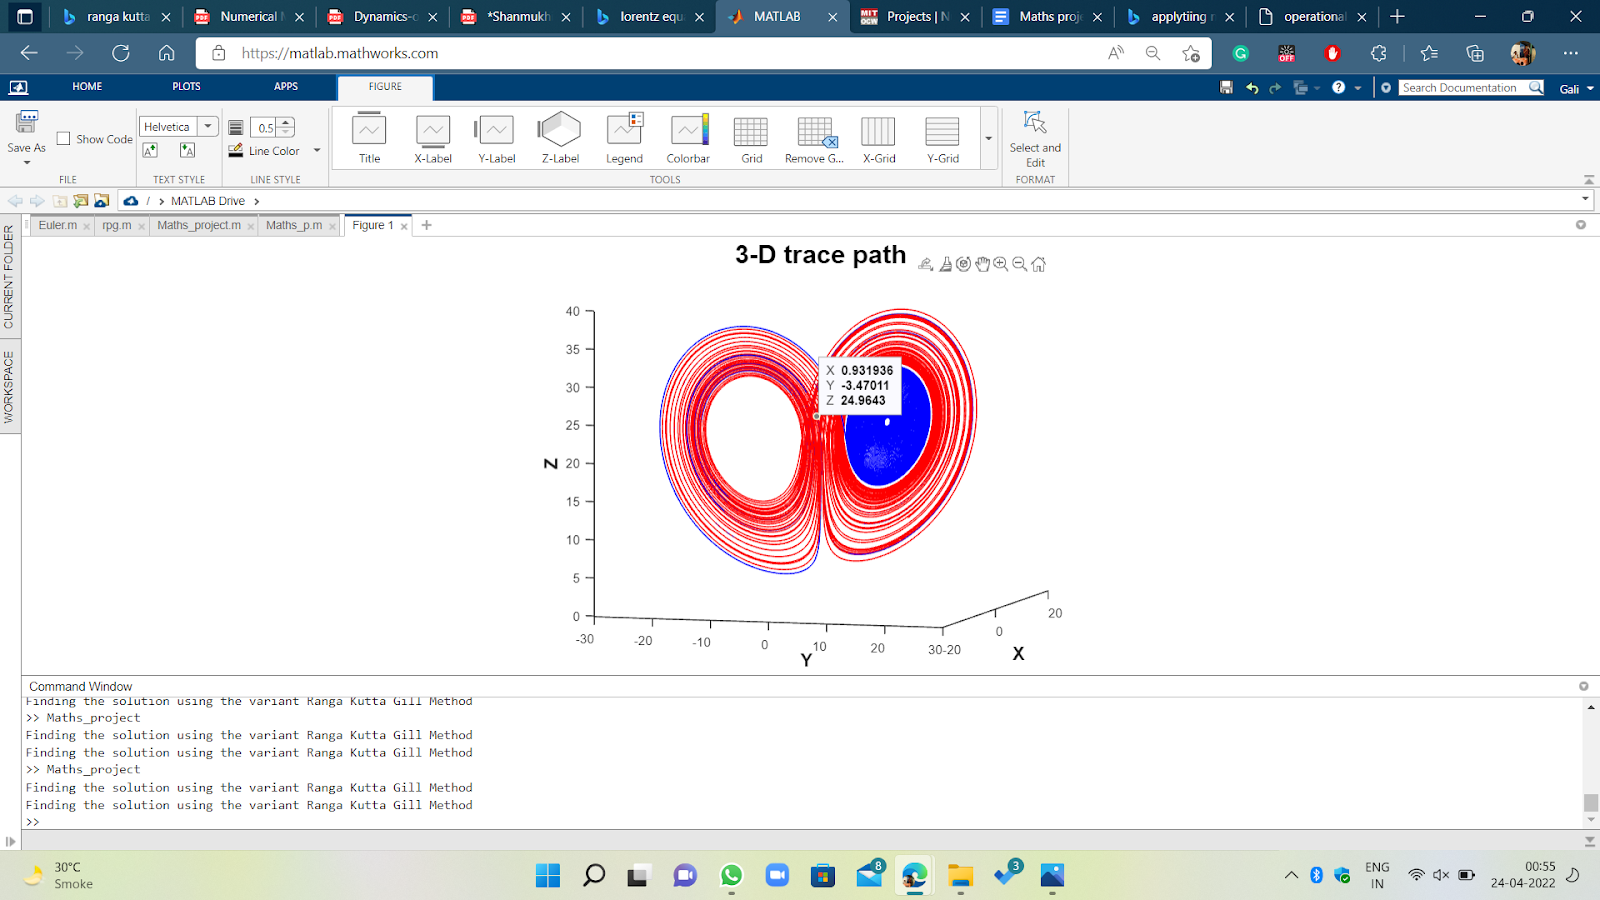 ranga kutta
Numerical
Dynamics-
*Shanmukh
lorentz equ
MATLAB
Projects | N
Maths proj
applytiing
operational
https://matlab.mathworks.com
HOME
PLOTS
APPS
FIGURE
Search Documentation
Gali
Save As
Show Code
Helvetica
0.5
Line Color
Title
X-Label
Y-Label
Z-Label
Legend
Colorbar
Grid
Remove G...
X-Grid
Y-Grid
Select and
Edit
FILE
TEXT STYLE
LINE STYLE
TOOLS
FORMAT
/ > MATLAB Drive >
Euler.m
rpg.m
Maths_project.m
Maths_p.m
Figure 1
CURRENT FOLDER
WORKSPACE
3-D trace path
X 0.931936
Y -3.47011
Z 24.9643
40
35
30
25
20
15
10
5
0
Z
-30
-20
-10
0
10
20
30
-20
0
20
Y
X
Command Window
Finding the solution using the variant Ranga Kutta Gill Method
>> Maths_project
Finding the solution using the variant Ranga Kutta Gill Method
Finding the solution using the variant Ranga Kutta Gill Method
>> Maths_project
Finding the solution using the variant Ranga Kutta Gill Method
Finding the solution using the variant Ranga Kutta Gill Method
>>
30°C
Smoke
8
3
ENG
IN
00:55
24-04-2022